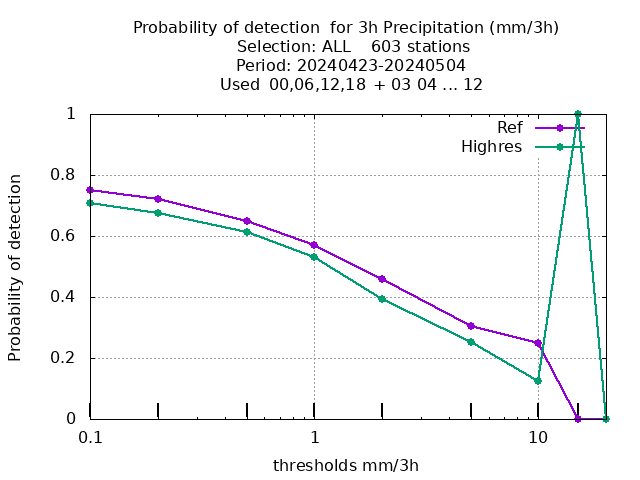 Probability of detection  for 3h Precipitation (mm/3h)
Selection: ALL    603 stations
Period: 20240423-20240504
Used  00,06,12,18  + 03 04 ... 12
Ref
Highres
Probability of detection
1
0.8
0.6
0.4
0.2
0
0.1
1
10
thresholds mm/3h